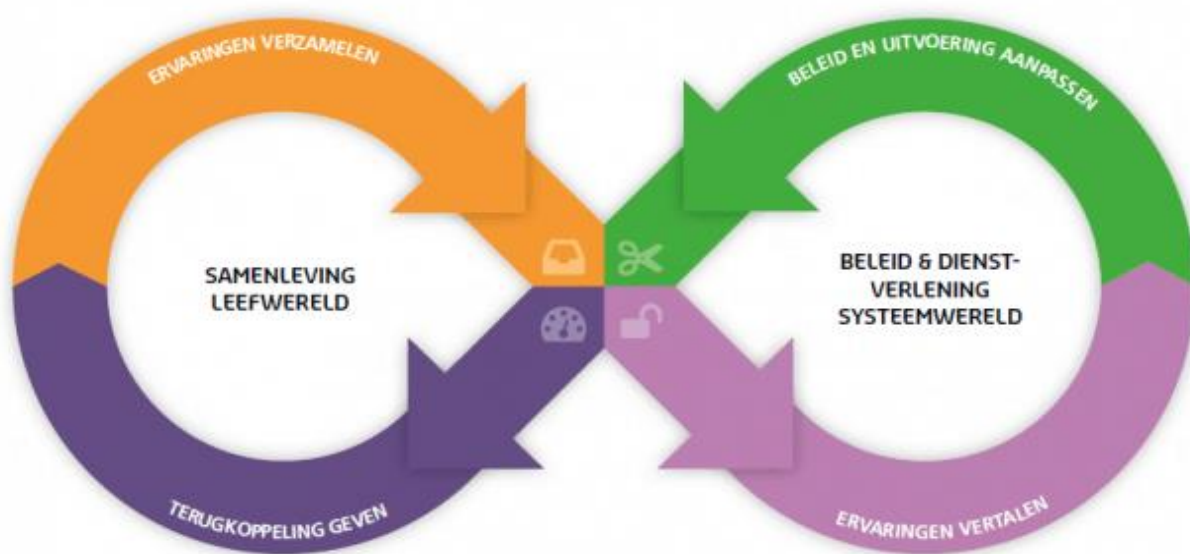 ERVARINGEN VERZAMELEN
BELEID EN UITVOERING AANPASSEN
SAMENLEVING
LEEFWERELD
BELEID & DIENST-
VERLENING
SYSTEEMWERELD
TERUGKOPPELING GEVEN
ERVARINGEN VERTALEN